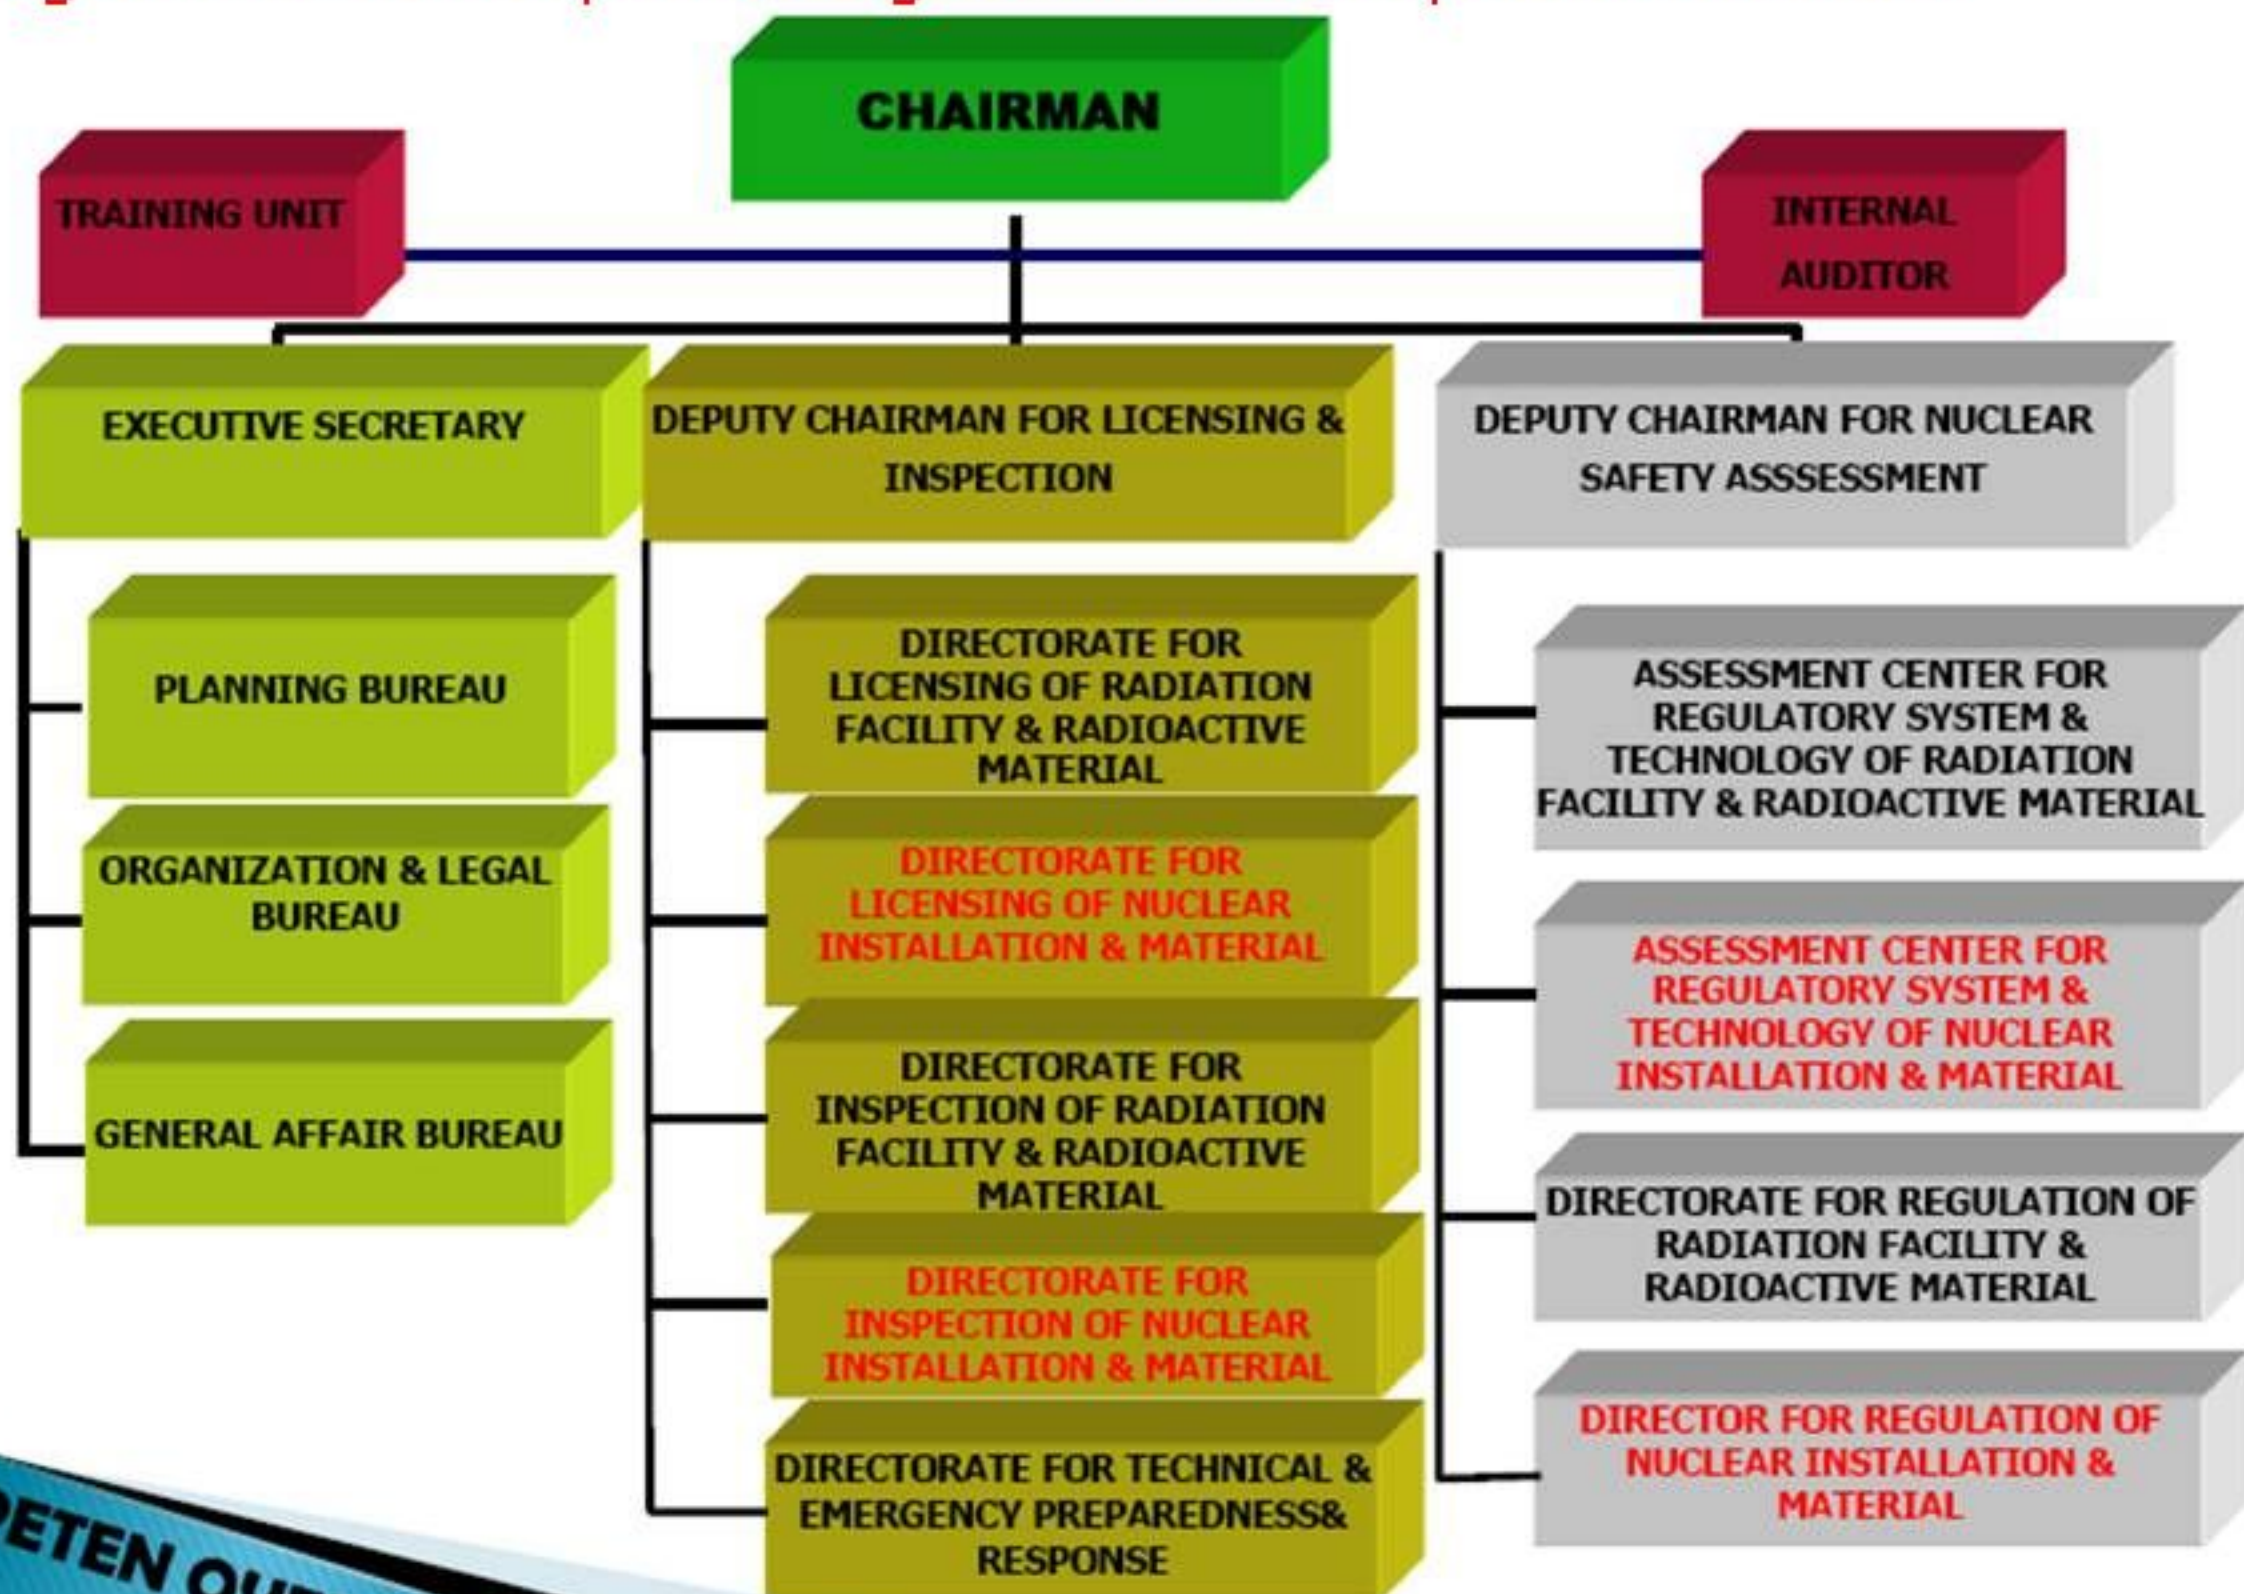 CHAIRMAN
TRAINING UNIT
INTERNAL
AUDITOR
EXECUTIVE SECRETARY
DEPUTY CHAIRMAN FOR LICENSING &
INSPECTION
DEPUTY CHAIRMAN FOR NUCLEAR
SAFETY ASSSESSMENT
PLANNING BUREAU
ORGANIZATION & LEGAL
BUREAU
GENERAL AFFAIR BUREAU
DIRECTORATE FOR
LICENSING OF RADIATION
FACILITY & RADIOACTIVE
MATERIAL
DIRECTORATE FOR
LICENSING OF NUCLEAR
INSTALLATION & MATERIAL
DIRECTORATE FOR
INSPECTION OF RADIATION
FACILITY & RADIOACTIVE
MATERIAL
DIRECTORATE FOR
INSPECTION OF NUCLEAR
INSTALLATION & MATERIAL
DIRECTORATE FOR TECHNICAL &
EMERGENCY PREPAREDNESS&
RESPONSE
ASSESSMENT CENTER FOR
REGULATORY SYSTEM &
TECHNOLOGY OF RADIATION
FACILITY & RADIOACTIVE MATERIAL
ASSESSMENT CENTER FOR
REGULATORY SYSTEM &
TECHNOLOGY OF NUCLEAR
INSTALLATION & MATERIAL
DIRECTORATE FOR REGULATION OF
RADIATION FACILITY &
RADIOACTIVE MATERIAL
DIRECTOR FOR REGULATION OF
NUCLEAR INSTALLATION &
MATERIAL